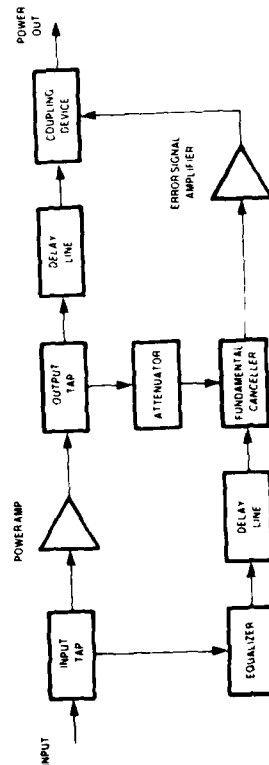 INPUT
INPUT
TAP
POWER AMP
OUTPUT
TAP
DELAY
LINE
COUPLING
DEVICE
POWER
OUT
ATTENUATOR
EQUALIZER
DELAY
LINE
FUNDAMENTAL
CANCELLER
ERROR SIGNAL
AMPLIFIER